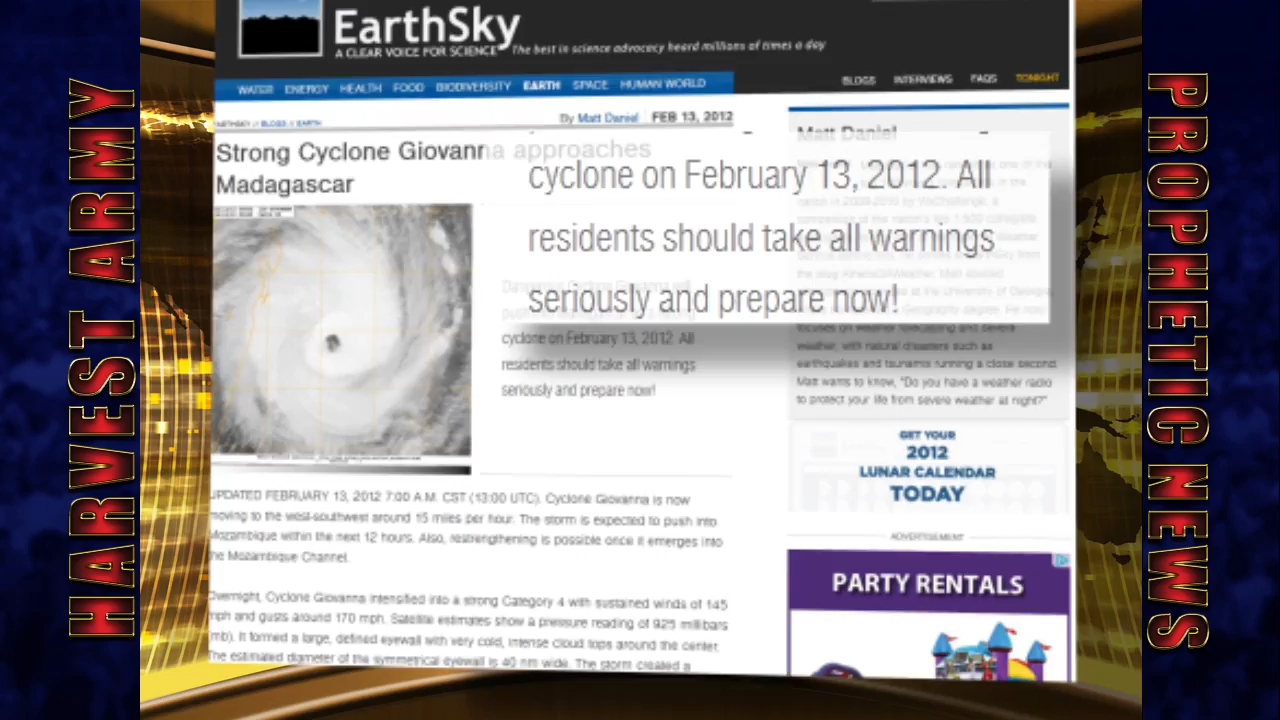 HARVEST ARMY
PROPHETIC NEWS
EarthSky
A CLEAR VOICE FOR SCIENCE
The best in science advocacy heard millions of times a day
WATER ENERGY HEALTH FOOD BIODIVERSITY EARTH SPACE HUMAN WORLD
BLOGS INTERVIEWS FAQS TONIGHT
EARTHSKY // BLOGS // EARTH
By Matt Daniel FEB 13, 2012
Strong Cyclone Giovanna approaches
Madagascar
cyclone on February 13, 2012. All
residents should take all warnings
seriously and prepare now!
Dangerous Cyclone Giovanna will
cyclone on February 13, 2012. All
residents should take all warnings
seriously and prepare now!
UPDATED FEBRUARY 13, 2012 7:00 A.M. CST (13:00 UTC). Cyclone Giovanna is now
moving to the west-southwest around 15 miles per hour. The storm is expected to push into
Mozambique within the next 12 hours. Also, restrengthening is possible once it emerges into
the Mozambique Channel.
Overnight, Cyclone Giovanna intensified into a strong Category 4 with sustained winds of 145
mph and gusts around 170 mph. Satellite estimates show a pressure reading of 925 millibars
(mb). It formed a large, defined eyewall with very cold, intense cloud tops around the center.
The estimated diameter of the symmetrical eyewall is 40 nm wide. The storm created a
Matt Daniel
focuses on weather forecasting and severe
weather, with natural disasters such as
earthquakes and tsunamis running a close second.
Matt wants to know, "Do you have a weather radio
to protect your life from severe weather at night?"
GET YOUR
2012
LUNAR CALENDAR
TODAY
ADVERTISEMENT
PARTY RENTALS